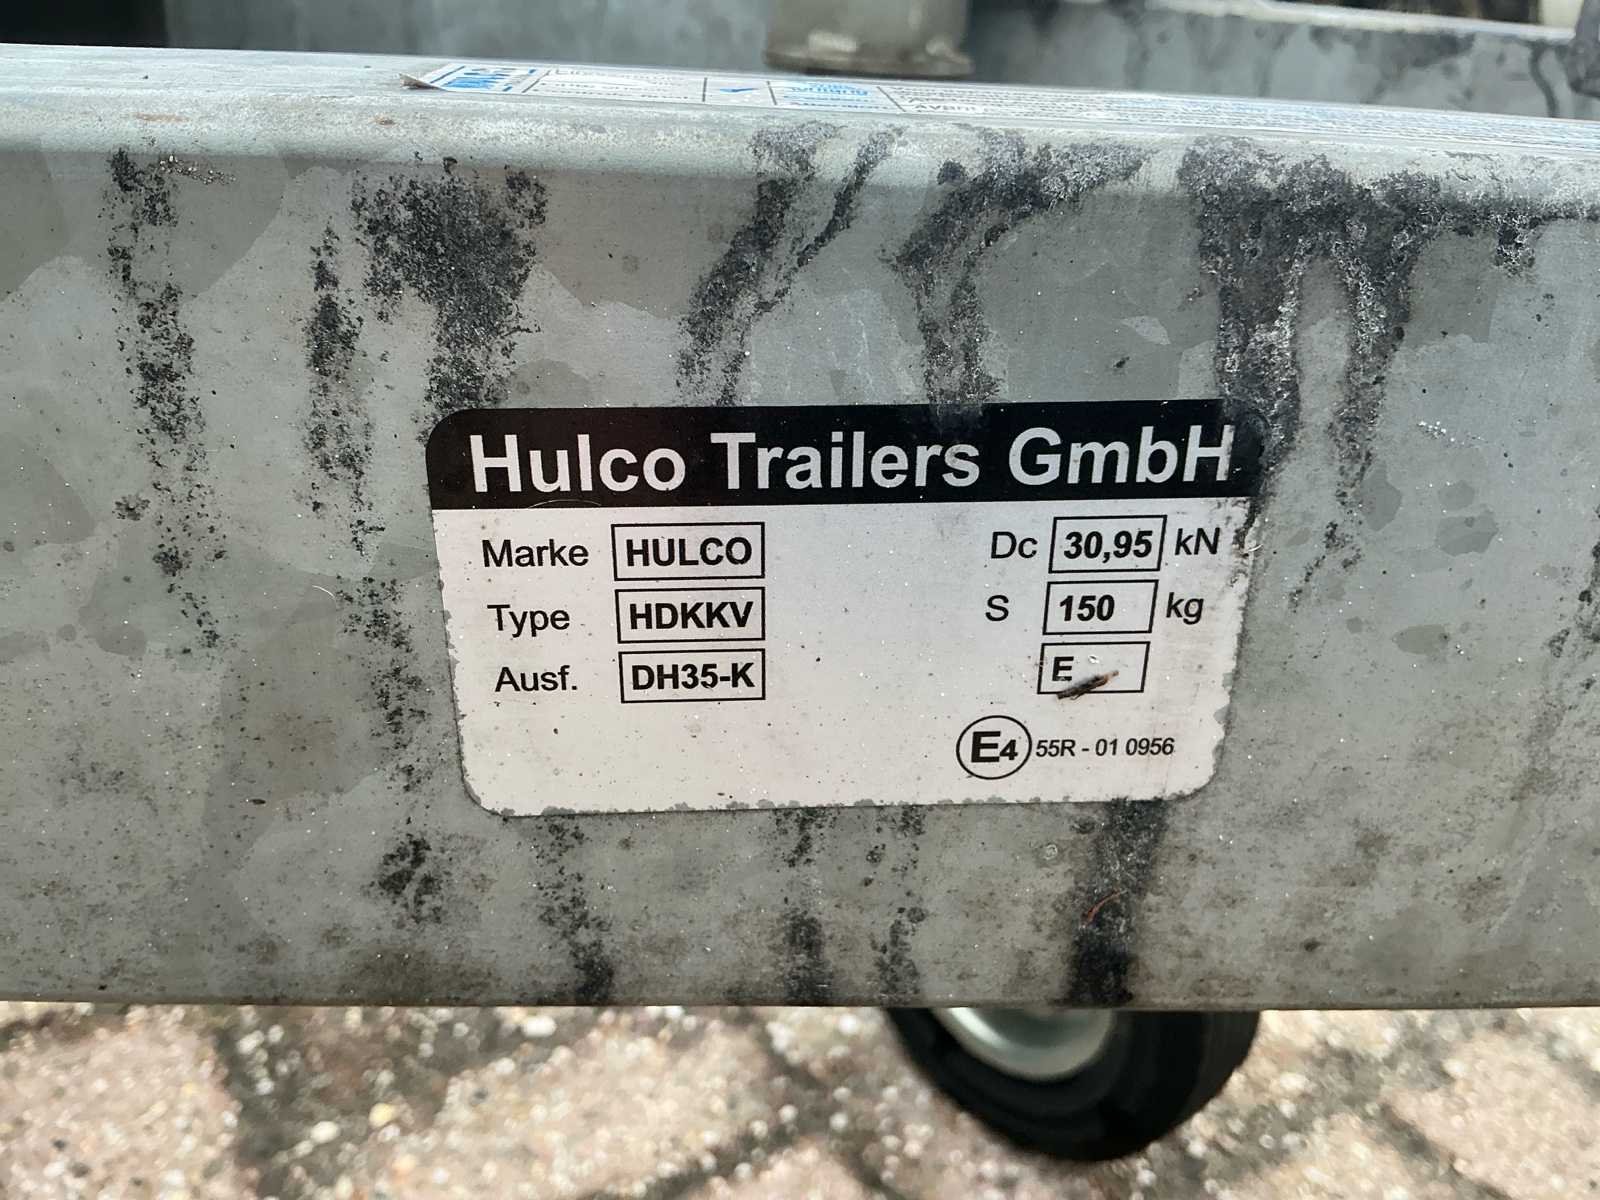 Hulco Trailers GmbH
Marke HULCO Dc 30,95 kN
Type HDKKV S 150 kg
Ausf. DH35-K E
E4 55R - 01 0956